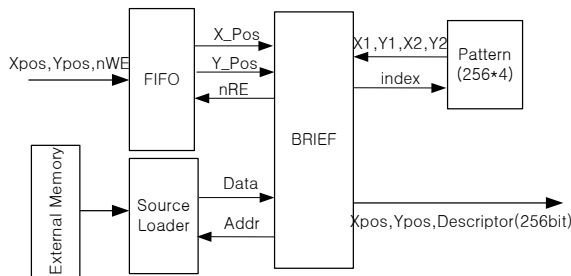 Xpos,Ypos,nWE
FIFO
X_Pos
Y_Pos
nRE
BRIEF
X1,Y1,X2,Y2
index
Pattern
(256*4)
External Memory
Source
Loader
Data
Addr
Xpos,Ypos,Descriptor(256bit)